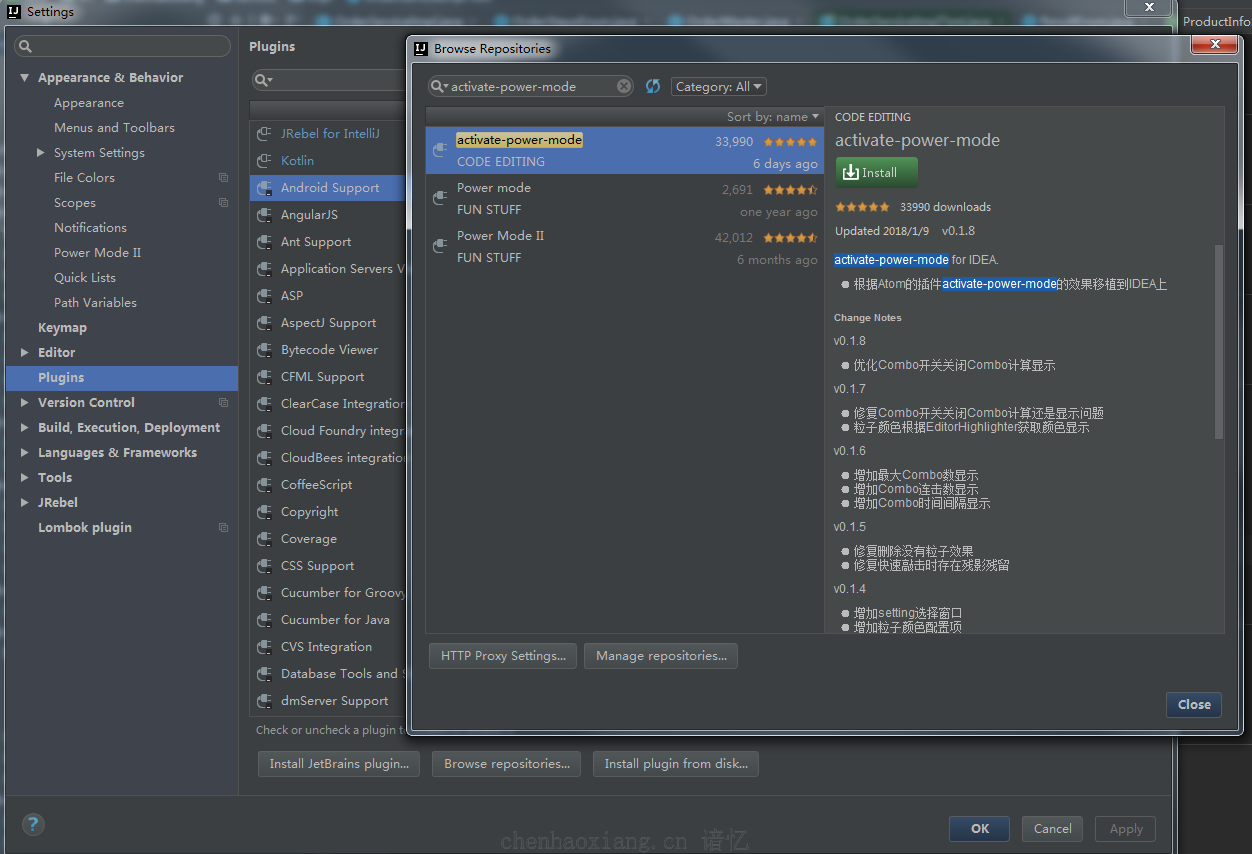 Settings
ProductInfo
Appearance & Behavior
Appearance
Menus and Toolbars
System Settings
File Colors
Scopes
Notifications
Power Mode II
Quick Lists
Path Variables
Keymap
Editor
Plugins
Version Control
Build, Execution, Deployment
Languages & Frameworks
Tools
JRebel
Lombok plugin
Plugins
JRebel for IntelliJ
Kotlin
Android Support
AngularJS
Ant Support
Application Servers V
ASP
AspectJ Support
Bytecode Viewer
CFML Support
ClearCase Integration
Cloud Foundry integr
CloudBees integratio
CoffeeScript
Copyright
Coverage
CSS Support
Cucumber for Groovy
Cucumber for Java
CVS Integration
Database Tools and S
dmServer Support
Check or uncheck a plugin to
Install JetBrains plugin... Browse repositories... Install plugin from disk...
Browse Repositories
activate-power-mode Category: All
Sort by: name
activate-power-mode 33,990
CODE EDITING 6 days ago
Power mode 2,691
FUN STUFF one year ago
Power Mode II 42,012
FUN STUFF 6 months ago
CODE EDITING
activate-power-mode
Install
33990 downloads
Updated 2018/1/9 v0.1.8
activate-power-mode for IDEA.
根据Atom的插件activate-power-mode的效果移植到IDEA上
Change Notes
v0.1.8
优化Combo开关关闭Combo计算显示
v0.1.7
修复Combo开关关闭Combo计算还是显示问题
粒子颜色根据EditorHighlighter获取颜色显示
v0.1.6
增加最大Combo数显示
增加Combo连击数显示
增加Combo时间间隔显示
v0.1.5
修复删除没有粒子效果
修复快速敲击时存在残影残留
v0.1.4
增加setting选择窗口
增加粒子颜色配置项
HTTP Proxy Settings... Manage repositories...
Close
?
OK Cancel Apply
chenhaoxiang.cn 谙忆